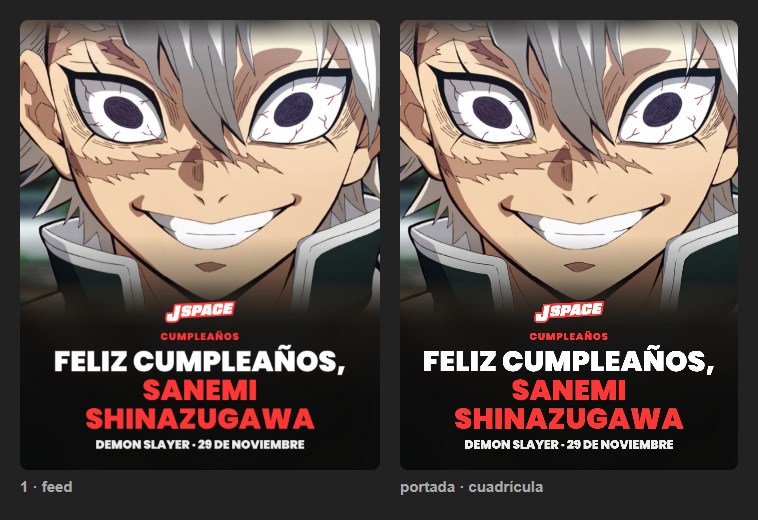 JSPACE
CUMPLEAÑOS
FELIZ CUMPLEAÑOS,
SANEMI
SHINAZUGAWA
DEMON SLAYER · 29 DE NOVIEMBRE
1 · feed
JSPACE
CUMPLEAÑOS
FELIZ CUMPLEAÑOS,
SANEMI
SHINAZUGAWA
DEMON SLAYER · 29 DE NOVIEMBRE
portada · cuadrícula